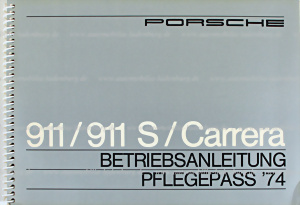 PORSCHE
911/911 S/Carrera
BETRIEBSANLEITUNG
PFLEGEPASS '74